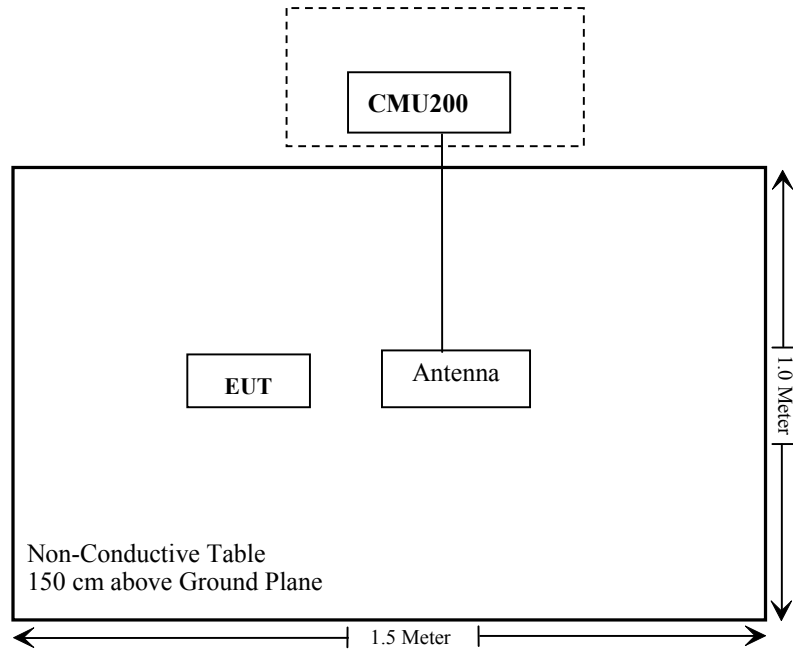 CMU200
EUT
Antenna
1.0 Meter
Non-Conductive Table
150 cm above Ground Plane
1.5 Meter